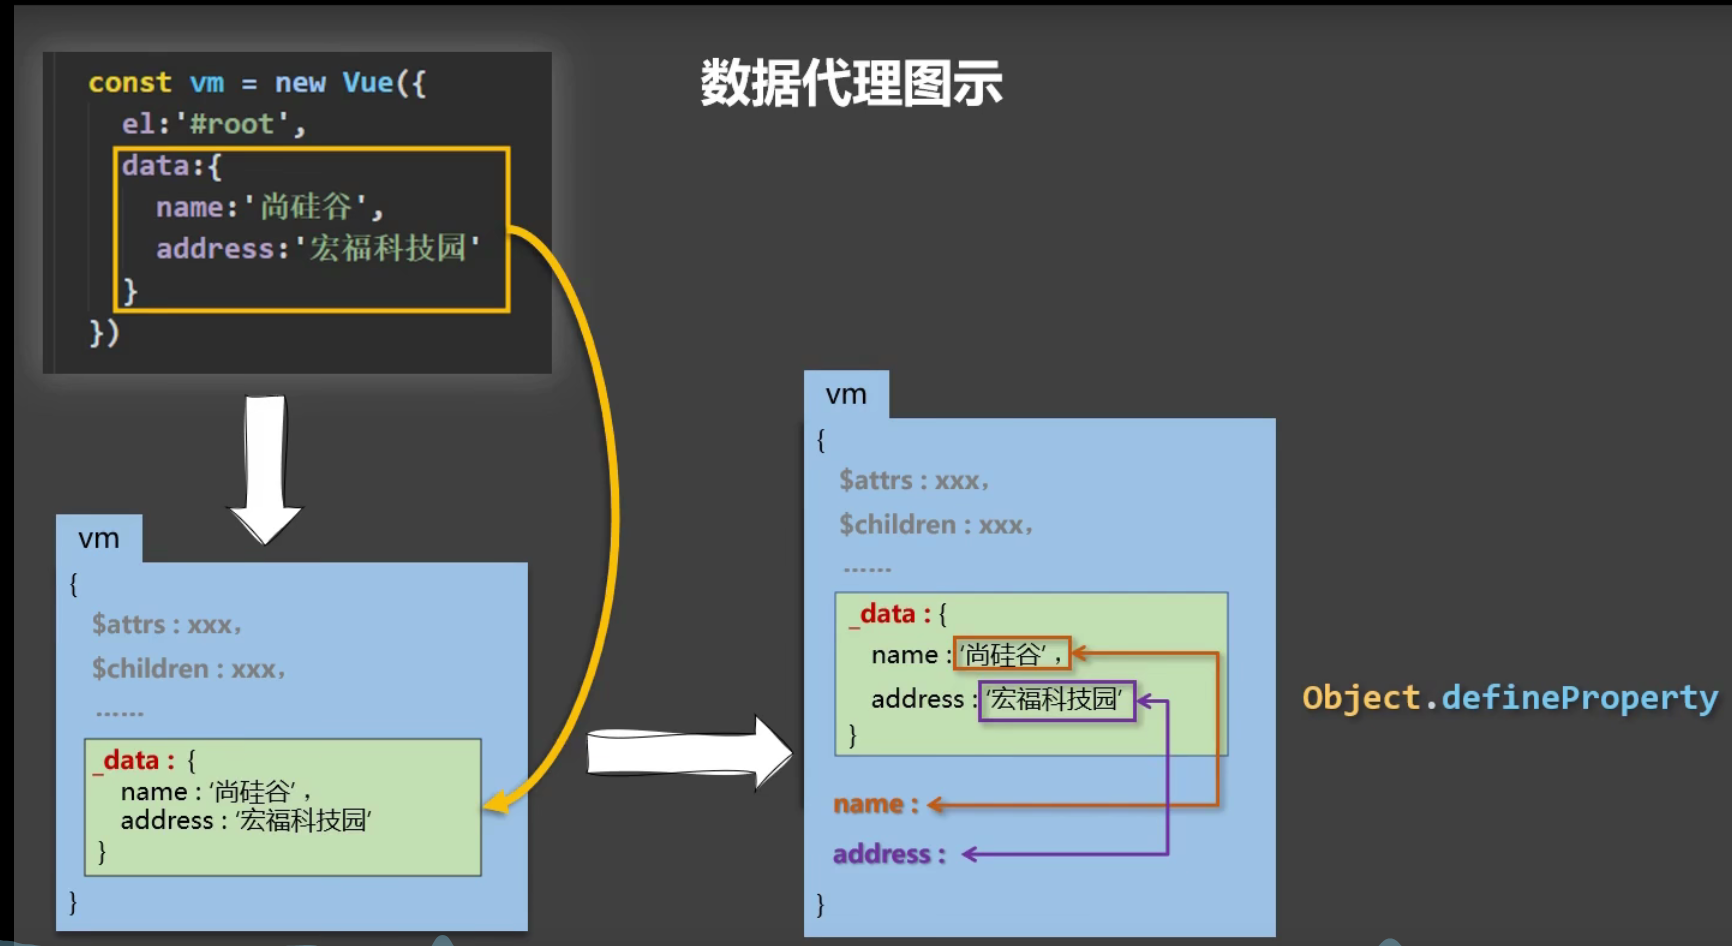 数据代理图示
const vm = new Vue({
el:'#root',
data:{
name:'尚硅谷',
address:'宏福科技园'
}
})
vm
{
$attrs : xxx,
$children : xxx,
......
_data : {
name : '尚硅谷' ,
address : '宏福科技园'
}
}
vm
{
$attrs : xxx,
$children : xxx,
......
_data : {
name : '尚硅谷' ,
address : '宏福科技园'
}
name :
address :
}
Object.defineProperty